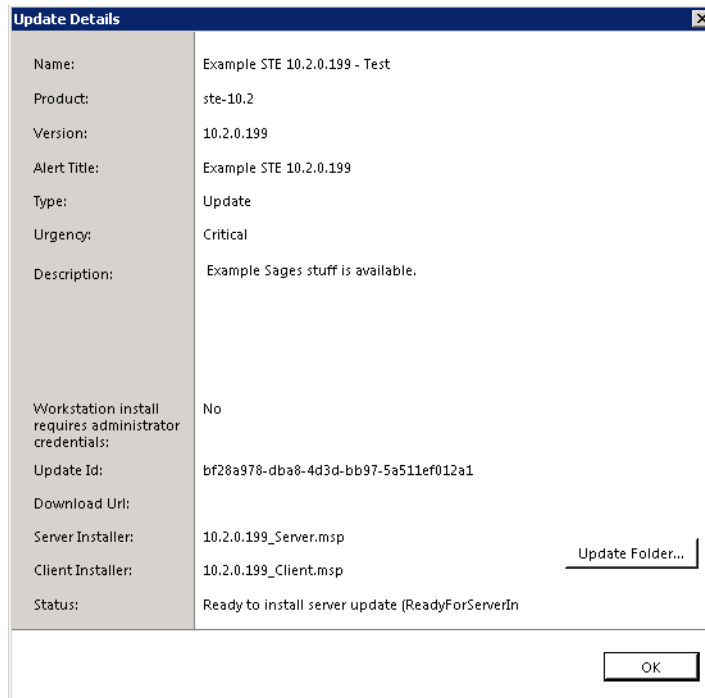 Update Details
Name: Example STE 10.2.0.199 - Test
Product: ste-10.2
Version: 10.2.0.199
Alert Title: Example STE 10.2.0.199
Type: Update
Urgency: Critical
Description: Example Sages stuff is available.
Workstation install No
requires administrator
credentials:
Update Id: bf28a978-dba8-4d3d-bb97-5a511ef012a1
Download Url:
Server Installer: 10.2.0.199_Server.msp
Update Folder...
Client Installer: 10.2.0.199_Client.msp
Status: Ready to install server update (ReadyForServerIn
OK